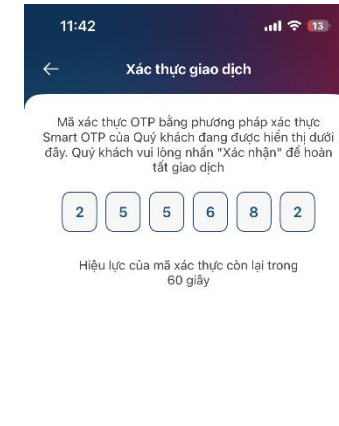 11:42 13
Xác thực giao dịch
Mã xác thực OTP bằng phương pháp xác thực
Smart OTP của Quý khách đang được hiển thị dưới
đây. Quý khách vui lòng nhấn "Xác nhận" để hoàn
tất giao dịch
2 5 5 6 8 2
Hiệu lực của mã xác thực còn lại trong
60 giây